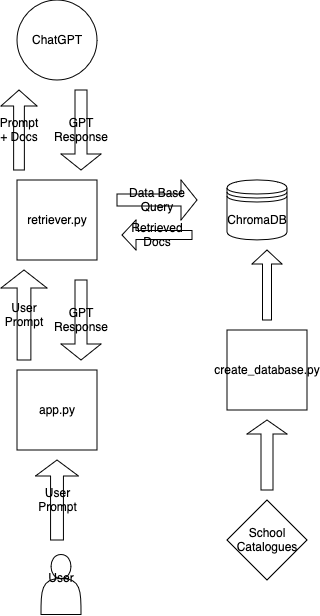 ChatGPT
Prompt
+ Docs
GPT
Response
retriever.py
Data Base
Query
Retrieved
Docs
ChromaDB
User
Prompt
GPT
Response
app.py
create_database.py
User
Prompt
School
Catalogues
User